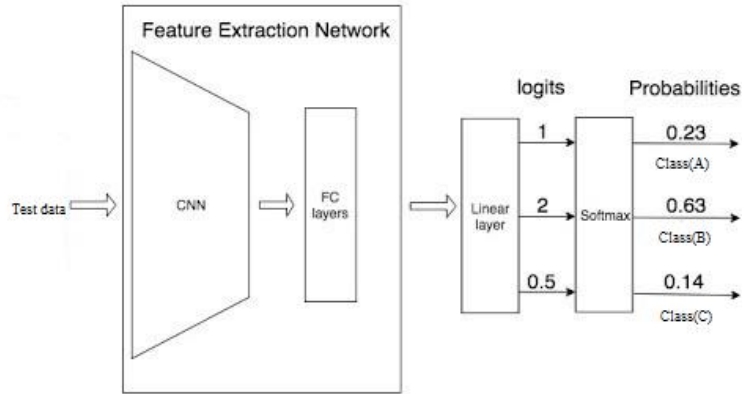 Feature Extraction Network
logits
Probabilities
Test data
CNN
FC
layers
Linear
layer
1
2
0.5
Softmax
0.23
Class(A)
0.63
Class(B)
0.14
Class(C)